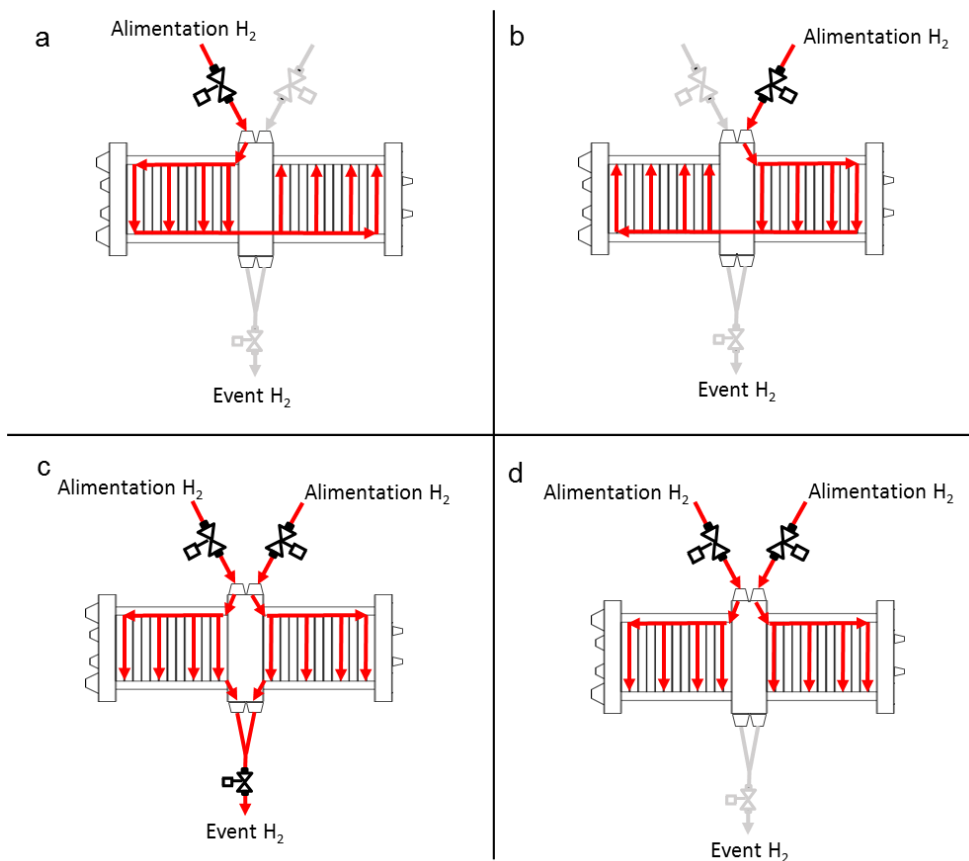 a
Alimentation H₂
Event H₂
b
Alimentation H₂
Event H₂
c
Alimentation H₂
Alimentation H₂
Event H₂
d
Alimentation H₂
Alimentation H₂
Event H₂